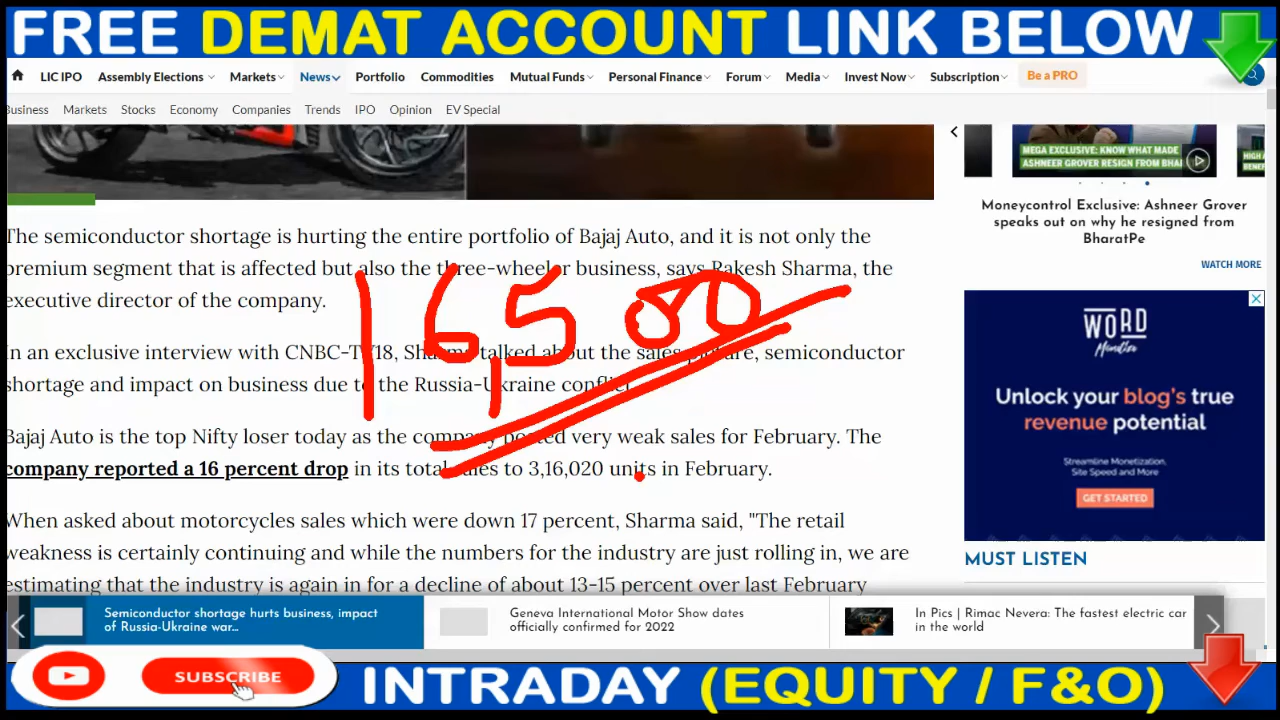 FREE DEMAT ACCOUNT LINK BELOW
LIC IPO Assembly Elections Markets News Portfolio Commodities Mutual Funds Personal Finance Forum Media Invest Now Subscription Be a PRO
Business Markets Stocks Economy Companies Trends IPO Opinion EV Special
MEGA EXCLUSIVE: KNOW WHAT MADE
ASHNEER GROVER RESIGN FROM BHA
Moneycontrol Exclusive: Ashneer Grover
speaks out on why he resigned from
BharatPe
WATCH MORE
The semiconductor shortage is hurting the entire portfolio of Bajaj Auto, and it is not only the
premium segment that is affected but also the three-wheeler business, says Rakesh Sharma, the
executive director of the company.
16,500
In an exclusive interview with CNBC-TV18, Sharma talked about the sales picture, semiconductor
shortage and impact on business due to the Russia-Ukraine conflict.
Bajaj Auto is the top Nifty loser today as the company posted very weak sales for February. The
company reported a 16 percent drop in its total sales to 3,16,020 units in February.
When asked about motorcycles sales which were down 17 percent, Sharma said, "The retail
weakness is certainly continuing and while the numbers for the industry are just rolling in, we are
estimating that the industry is again in for a decline of about 13-15 percent over last February
WORD
Monetize
Unlock your blog's true
revenue potential
Streamline Monetization,
Site Speed and More
GET STARTED
MUST LISTEN
Semiconductor shortage hurts business, impact
of Russia-Ukraine war...
Geneva International Motor Show dates
officially confirmed for 2022
In Pics | Rimac Nevera: The fastest electric car
in the world
SUBSCRIBE
INTRADAY (EQUITY / F&O)